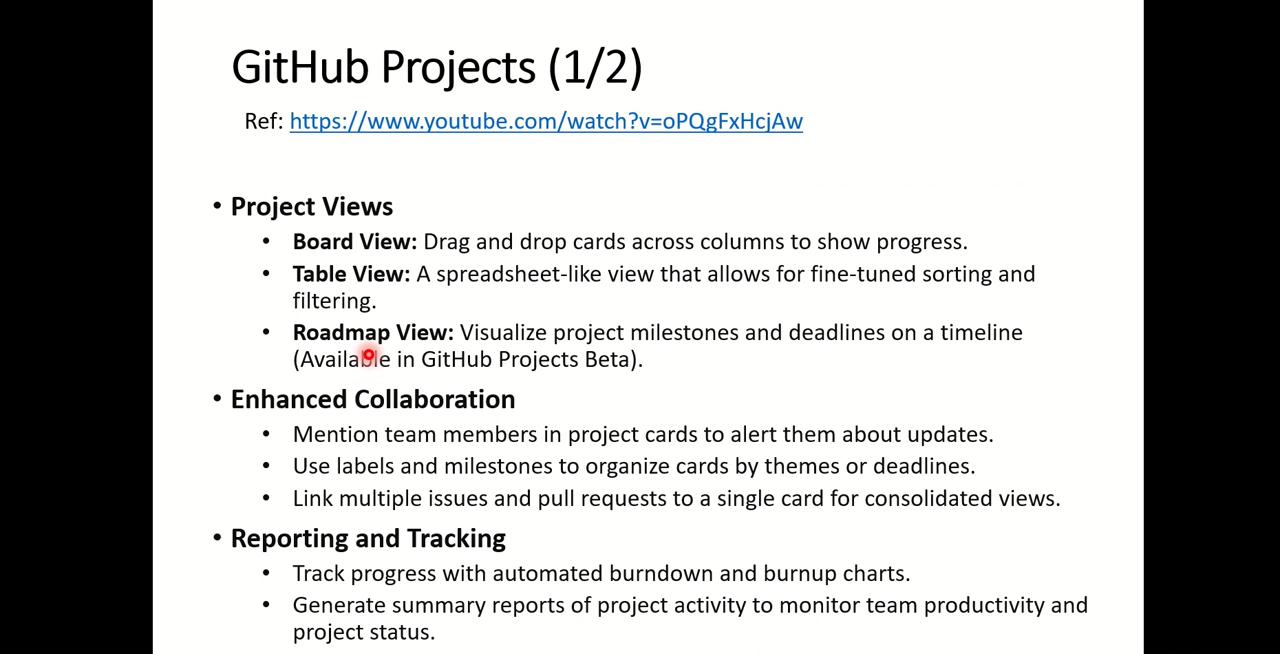 GitHub Projects (1/2)
Ref: https://www.youtube.com/watch?v=oPQgFxHcjAw
• Project Views
• Board View: Drag and drop cards across columns to show progress.
• Table View: A spreadsheet-like view that allows for fine-tuned sorting and
filtering.
• Roadmap View: Visualize project milestones and deadlines on a timeline
(Available in GitHub Projects Beta).
• Enhanced Collaboration
• Mention team members in project cards to alert them about updates.
• Use labels and milestones to organize cards by themes or deadlines.
• Link multiple issues and pull requests to a single card for consolidated views.
• Reporting and Tracking
• Track progress with automated burndown and burnup charts.
• Generate summary reports of project activity to monitor team productivity and
project status.